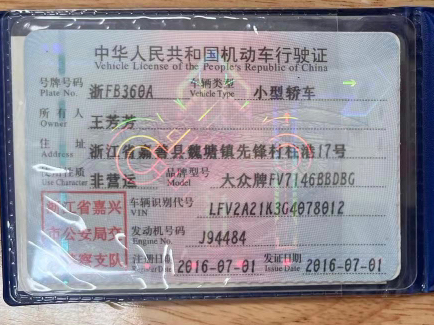 中华人民共和国机动车行驶证
Vehicle License of the People's Republic of China
号牌号码 浙FB360A 车辆类型 小型轿车
Plate No. Vehicle Type
所有人 王芳芳
Owner
住址 浙江省嘉善县魏塘镇先锋村杜港17号
Address
使用性质 非营运 品牌型号 大众牌FV7146BBDBG
Use Character Model
浙江省嘉兴 车辆识别代号 LFV2A21K3G4078012
VIN
市公安局交 发动机号码 J94484
Engine No.
警察支队 注册日期 2016-07-01 发证日期 2016-07-01
Register Date Issue Date